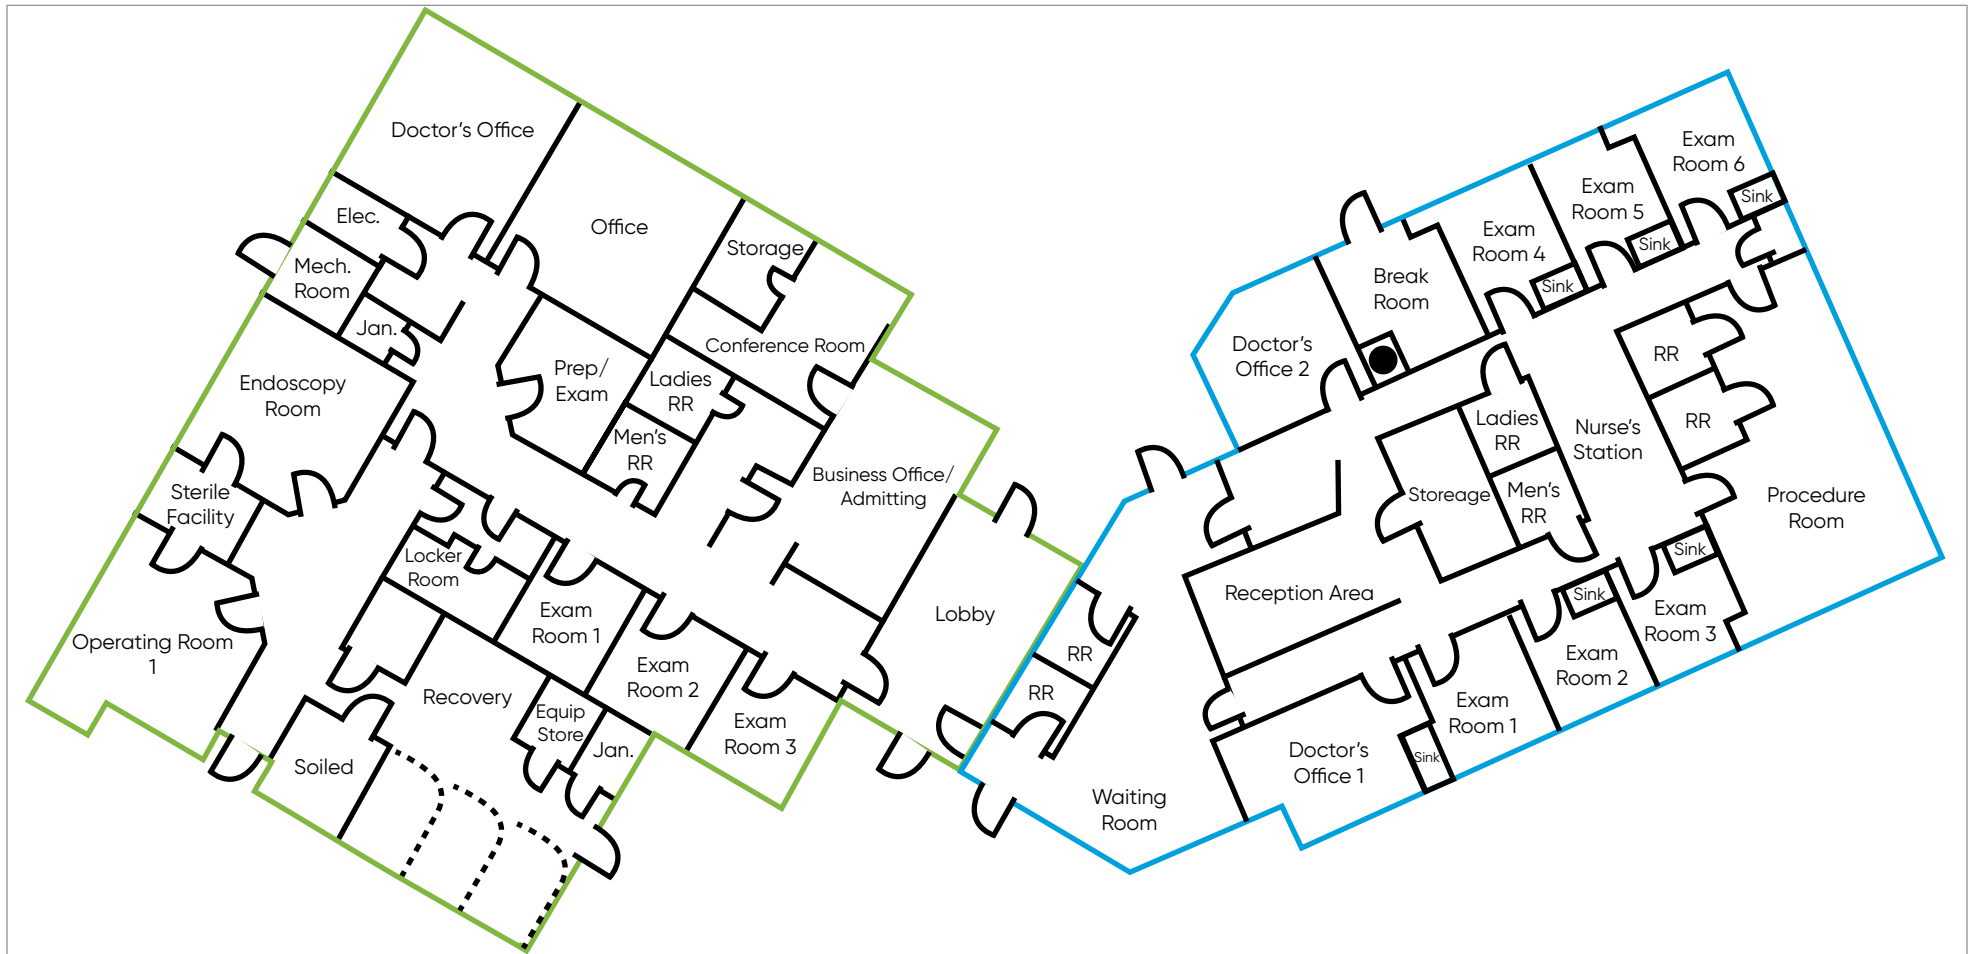 Doctor's Office
Elec.
Mech.
Room
Jan.
Office
Storage
Conference Room
Prep/
Exam
Ladies
RR
Men's
RR
Endoscopy
Room
Sterile
Facility
Operating Room
1
Locker
Room
Exam
Room 1
Exam
Room 2
Exam
Room 3
Recovery
Equip
Store
Jan.
Soiled
Business Office/
Admitting
Lobby
RR
RR
Waiting
Room
Reception Area
Doctor's
Office 2
Break
Room
Exam
Room 4
Sink
Exam
Room 5
Sink
Exam
Room 6
Sink
Ladies
RR
Men's
RR
Storeage
Nurse's
Station
RR
RR
Procedure
Room
Sink
Exam
Room 3
Sink
Exam
Room 2
Exam
Room 1
Sink
Doctor's
Office 1